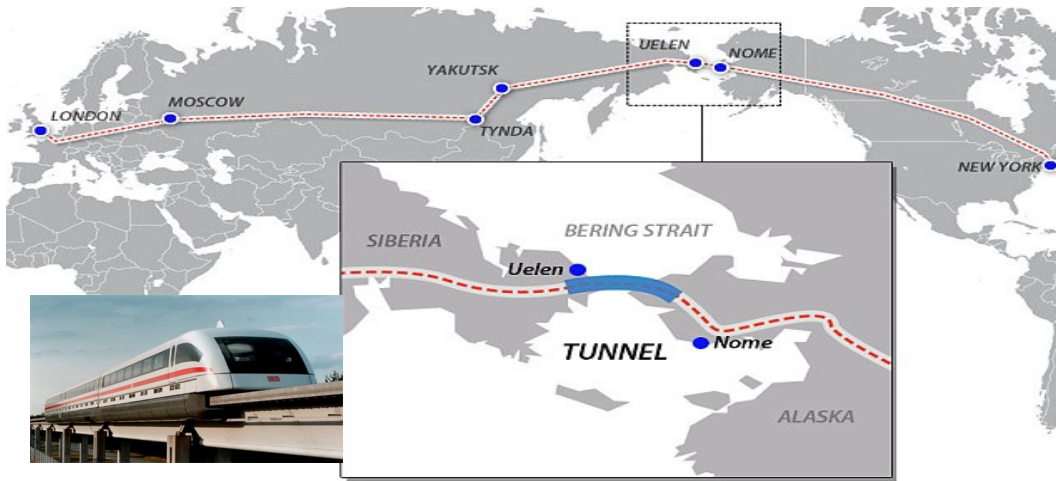 UELEN
NOME
YAKUTSK
MOSCOW
LONDON
TYNDA
NEW YORK
BERING STRAIT
SIBERIA
Uelen
TUNNEL
Nome
ALASKA